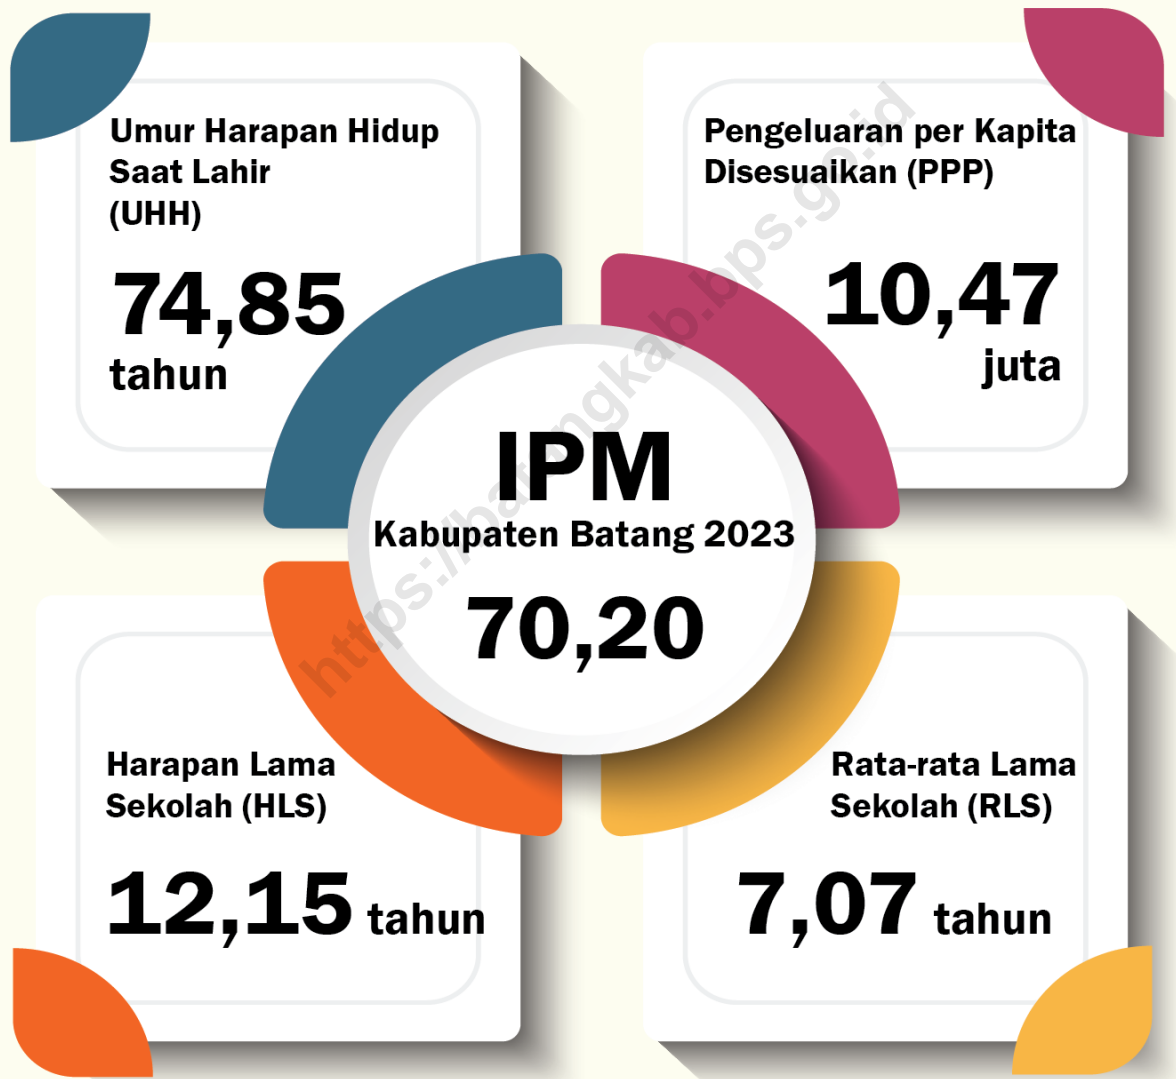 Umur Harapan Hidup
Saat Lahir
(UHH)
74,85
tahun
Pengeluaran per Kapita
Disesuaikan (PPP)
10,47
juta
IPM
Kabupaten Batang 2023
70,20
Harapan Lama
Sekolah (HLS)
12,15 tahun
Rata-rata Lama
Sekolah (RLS)
7,07 tahun
https://batangkab.bps.go.id